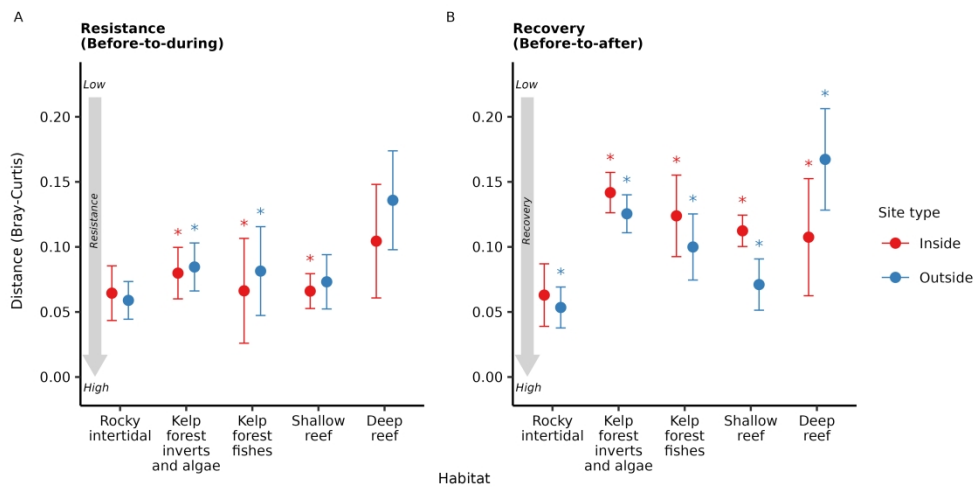 A
Resistance
(Before-to-during)
Distance (Bray-Curtis)
0.20
0.15
0.10
0.05
0.00
Low
Resistance
High
* * * * *
Rocky
intertidal
Kelp
forest
inverts
and algae
Kelp
forest
fishes
Shallow
reef
Deep
reef
B
Recovery
(Before-to-after)
0.20
0.15
0.10
0.05
0.00
Low
Recovery
High
* * * * * * * * *
Rocky
intertidal
Kelp
forest
inverts
and algae
Kelp
forest
fishes
Shallow
reef
Deep
reef
Habitat
Site type
Inside
Outside